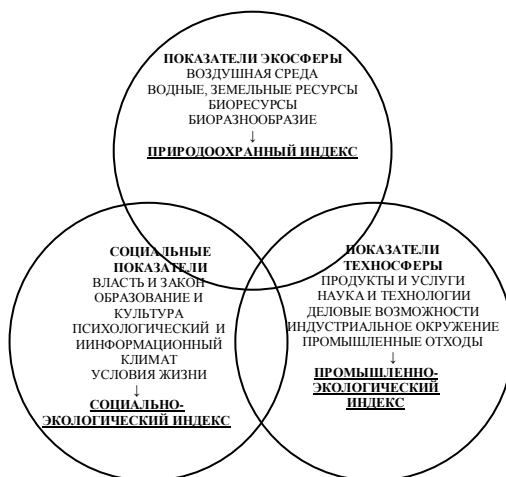 ПОКАЗАТЕЛИ ЭКОСФЕРЫ
ВОЗДУШНАЯ СРЕДА
ВОДНЫЕ, ЗЕМЕЛЬНЫЕ РЕСУРСЫ
БИОРЕСУРСЫ
БИОРАЗНООБРАЗИЕ
↓
ПРИРОДООХРАННЫЙ ИНДЕКС
СОЦИАЛЬНЫЕ
ПОКАЗАТЕЛИ
ВЛАСТЬ И ЗАКОН
ОБРАЗОВАНИЕ И
КУЛЬТУРА
ПСИХОЛОГИЧЕСКИЙ И
ИИНФОРМАЦИОННЫЙ
КЛИМАТ
УСЛОВИЯ ЖИЗНИ
↓
СОЦИАЛЬНО-
ЭКОЛОГИЧЕСКИЙ ИНДЕКС
ПОКАЗАТЕЛИ
ТЕХНОСФЕРЫ
ПРОДУКТЫ И УСЛУГИ
НАУКА И ТЕХНОЛОГИИ
ДЕЛОВЫЕ ВОЗМОЖНОСТИ
ИНДУСТРИАЛЬНОЕ ОКРУЖЕНИЕ
ПРОМЫШЛЕННЫЕ ОТХОДЫ
↓
ПРОМЫШЛЕННО-
ЭКОЛОГИЧЕСКИЙ
ИНДЕКС